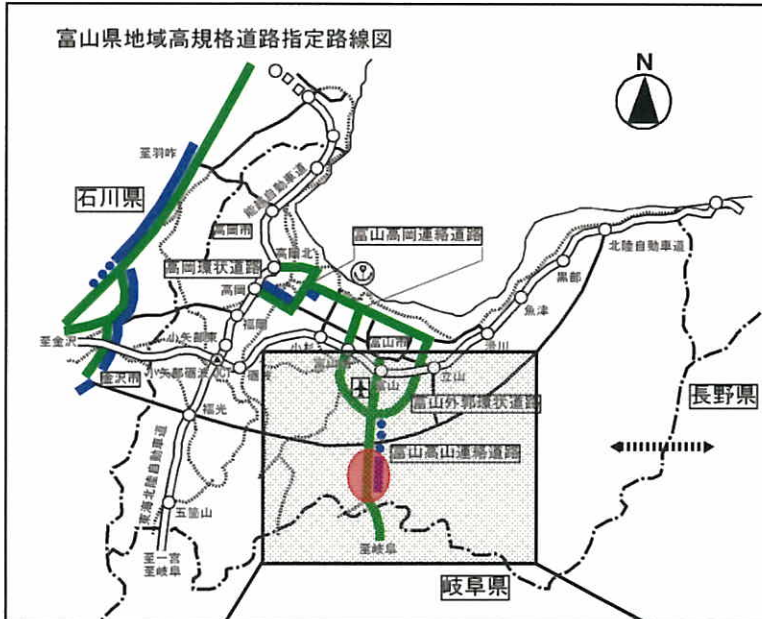 富山県地域高規格道路指定路線図
N
至羽咋
石川県
能越自動車道
高岡市
高岡北
富山高岡連絡道路
高岡環状道路
北陸自動車道
高岡
黒部
魚津
福岡
滑川
至金沢
小矢部東
小杉
富山市
小矢部砺波JCT
砺波
富山西
富山
立山
金沢市
富山外郭環状道路
長野県
福光
富山高山連絡道路
東海北陸自動車道
五箇山
至岐阜
至一宮
至岐阜
岐阜県